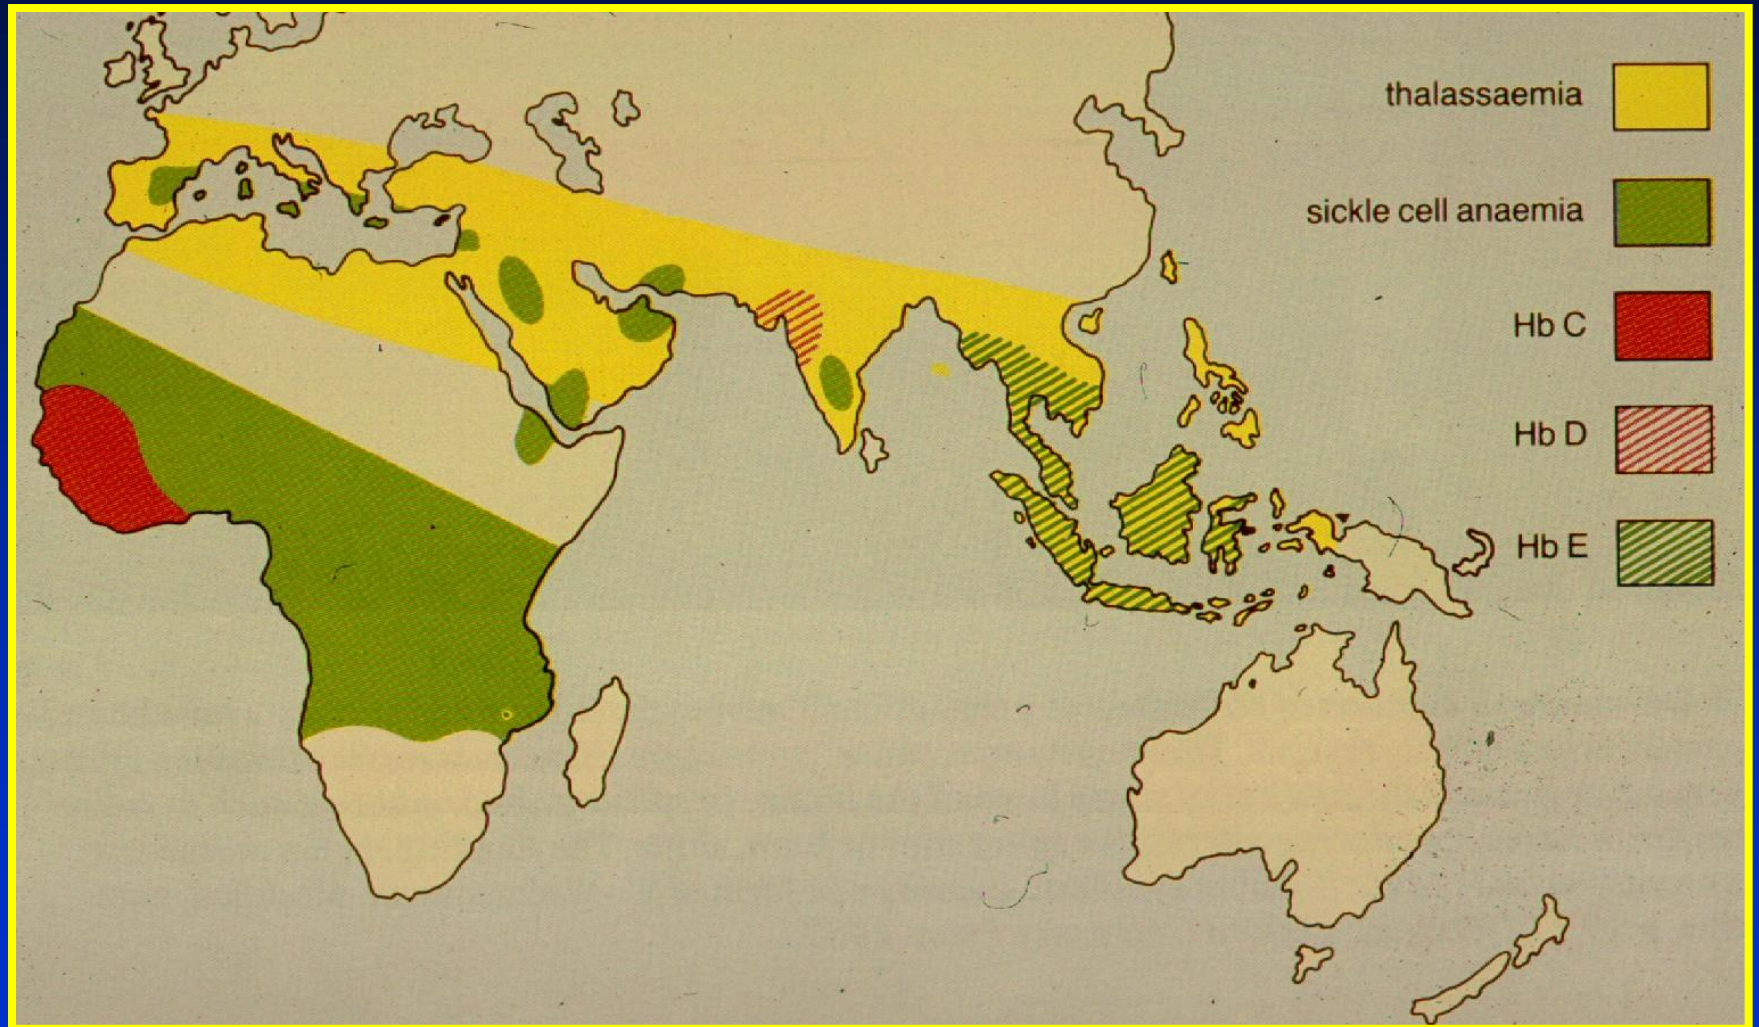 thalassaemia
sickle cell anaemia
Hb C
Hb D
Hb E